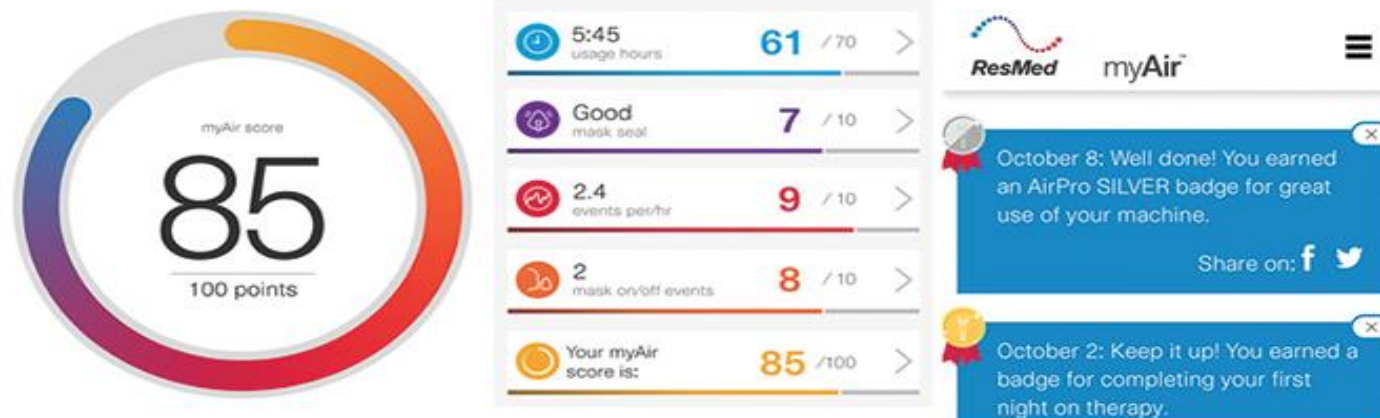 myAir score
85
100 points
5:45
usage hours
61 /70
Good
mask seal
7 /10
2.4
events per/hr
9 /10
2
mask on/off events
8 /10
Your myAir
score is:
85 /100
ResMed myAir™
October 8: Well done! You earned
an AirPro SILVER badge for great
use of your machine.
Share on:
October 2: Keep it up! You earned a
badge for completing your first
night on therapy.